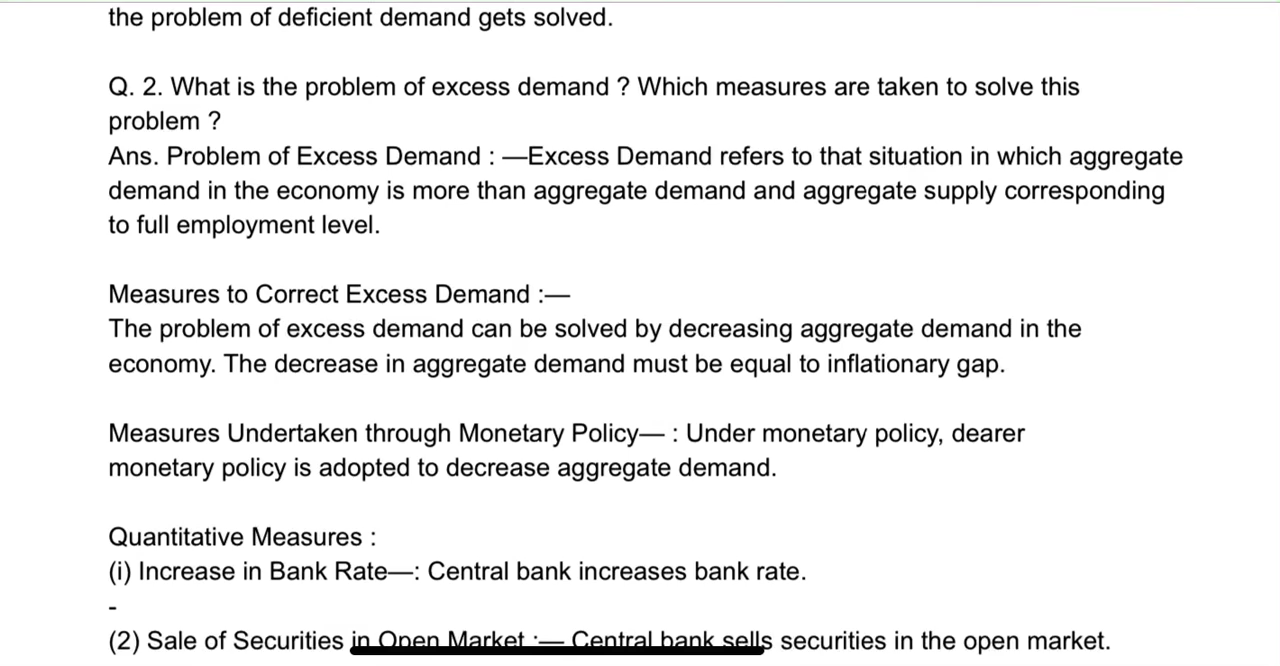 the problem of deficient demand gets solved.
Q. 2. What is the problem of excess demand ? Which measures are taken to solve this
problem ?
Ans. Problem of Excess Demand : —Excess Demand refers to that situation in which aggregate
demand in the economy is more than aggregate demand and aggregate supply corresponding
to full employment level.
Measures to Correct Excess Demand :—
The problem of excess demand can be solved by decreasing aggregate demand in the
economy. The decrease in aggregate demand must be equal to inflationary gap.
Measures Undertaken through Monetary Policy— : Under monetary policy, dearer
monetary policy is adopted to decrease aggregate demand.
Quantitative Measures :
(i) Increase in Bank Rate—: Central bank increases bank rate.
-
(2) Sale of Securities in Open Market :— Central bank sells securities in the open market.